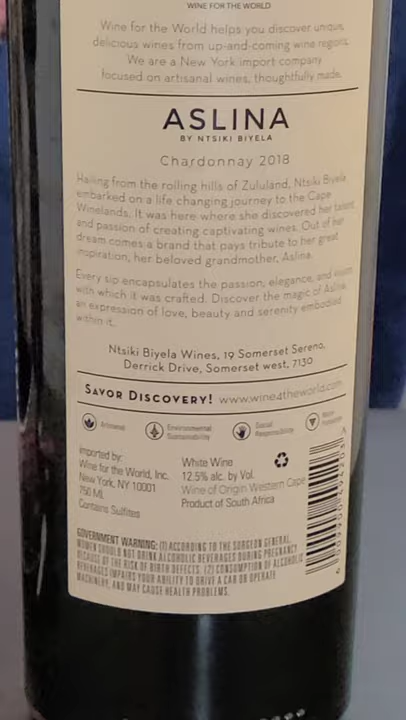 WINE FOR THE WORLD
Wine for the World helps you discover unique,
delicious wines from up-and-coming wine regions.
We are a New York import company
focused on artisanal wines, thoughtfully made.
ASLINA
BY NTSIKI BIYELA
Chardonnay 2018
Hailing from the rolling hills of Zululand, Ntsiki Biyela
embarked on a life changing journey to the Cape
Winelands. It was here where she discovered her talent
and passion of creating captivating wines. Out of her
dream comes a brand that pays tribute to her great
inspiration, her beloved grandmother, Aslina.
Every sip encapsulates the passion, elegance, and vision
with which it was crafted. Discover the magic of Aslina,
an expression of love, beauty and serenity embodied
within it.
Ntsiki Biyela Wines, 19 Somerset Sereno,
Derrick Drive, Somerset west, 7130
SAVOR DISCOVERY! www.wine4theworld.com
Artisanal
Environmental
Sustainability
Social
Responsibility
Imported by:
Wine for the World, Inc.
New York, NY 10001
750 ML
Contains Sulfites
White Wine
12.5% alc. by Vol.
Wine of Origin Western Cape
Product of South Africa
GOVERNMENT WARNING: (1) ACCORDING TO THE SURGEON GENERAL,
WOMEN SHOULD NOT DRINK ALCOHOLIC BEVERAGES DURING PREGNANCY
BECAUSE OF THE RISK OF BIRTH DEFECTS. (2) CONSUMPTION OF ALCOHOLIC
BEVERAGES IMPAIRS YOUR ABILITY TO DRIVE A CAR OR OPERATE
MACHINERY, AND MAY CAUSE HEALTH PROBLEMS.